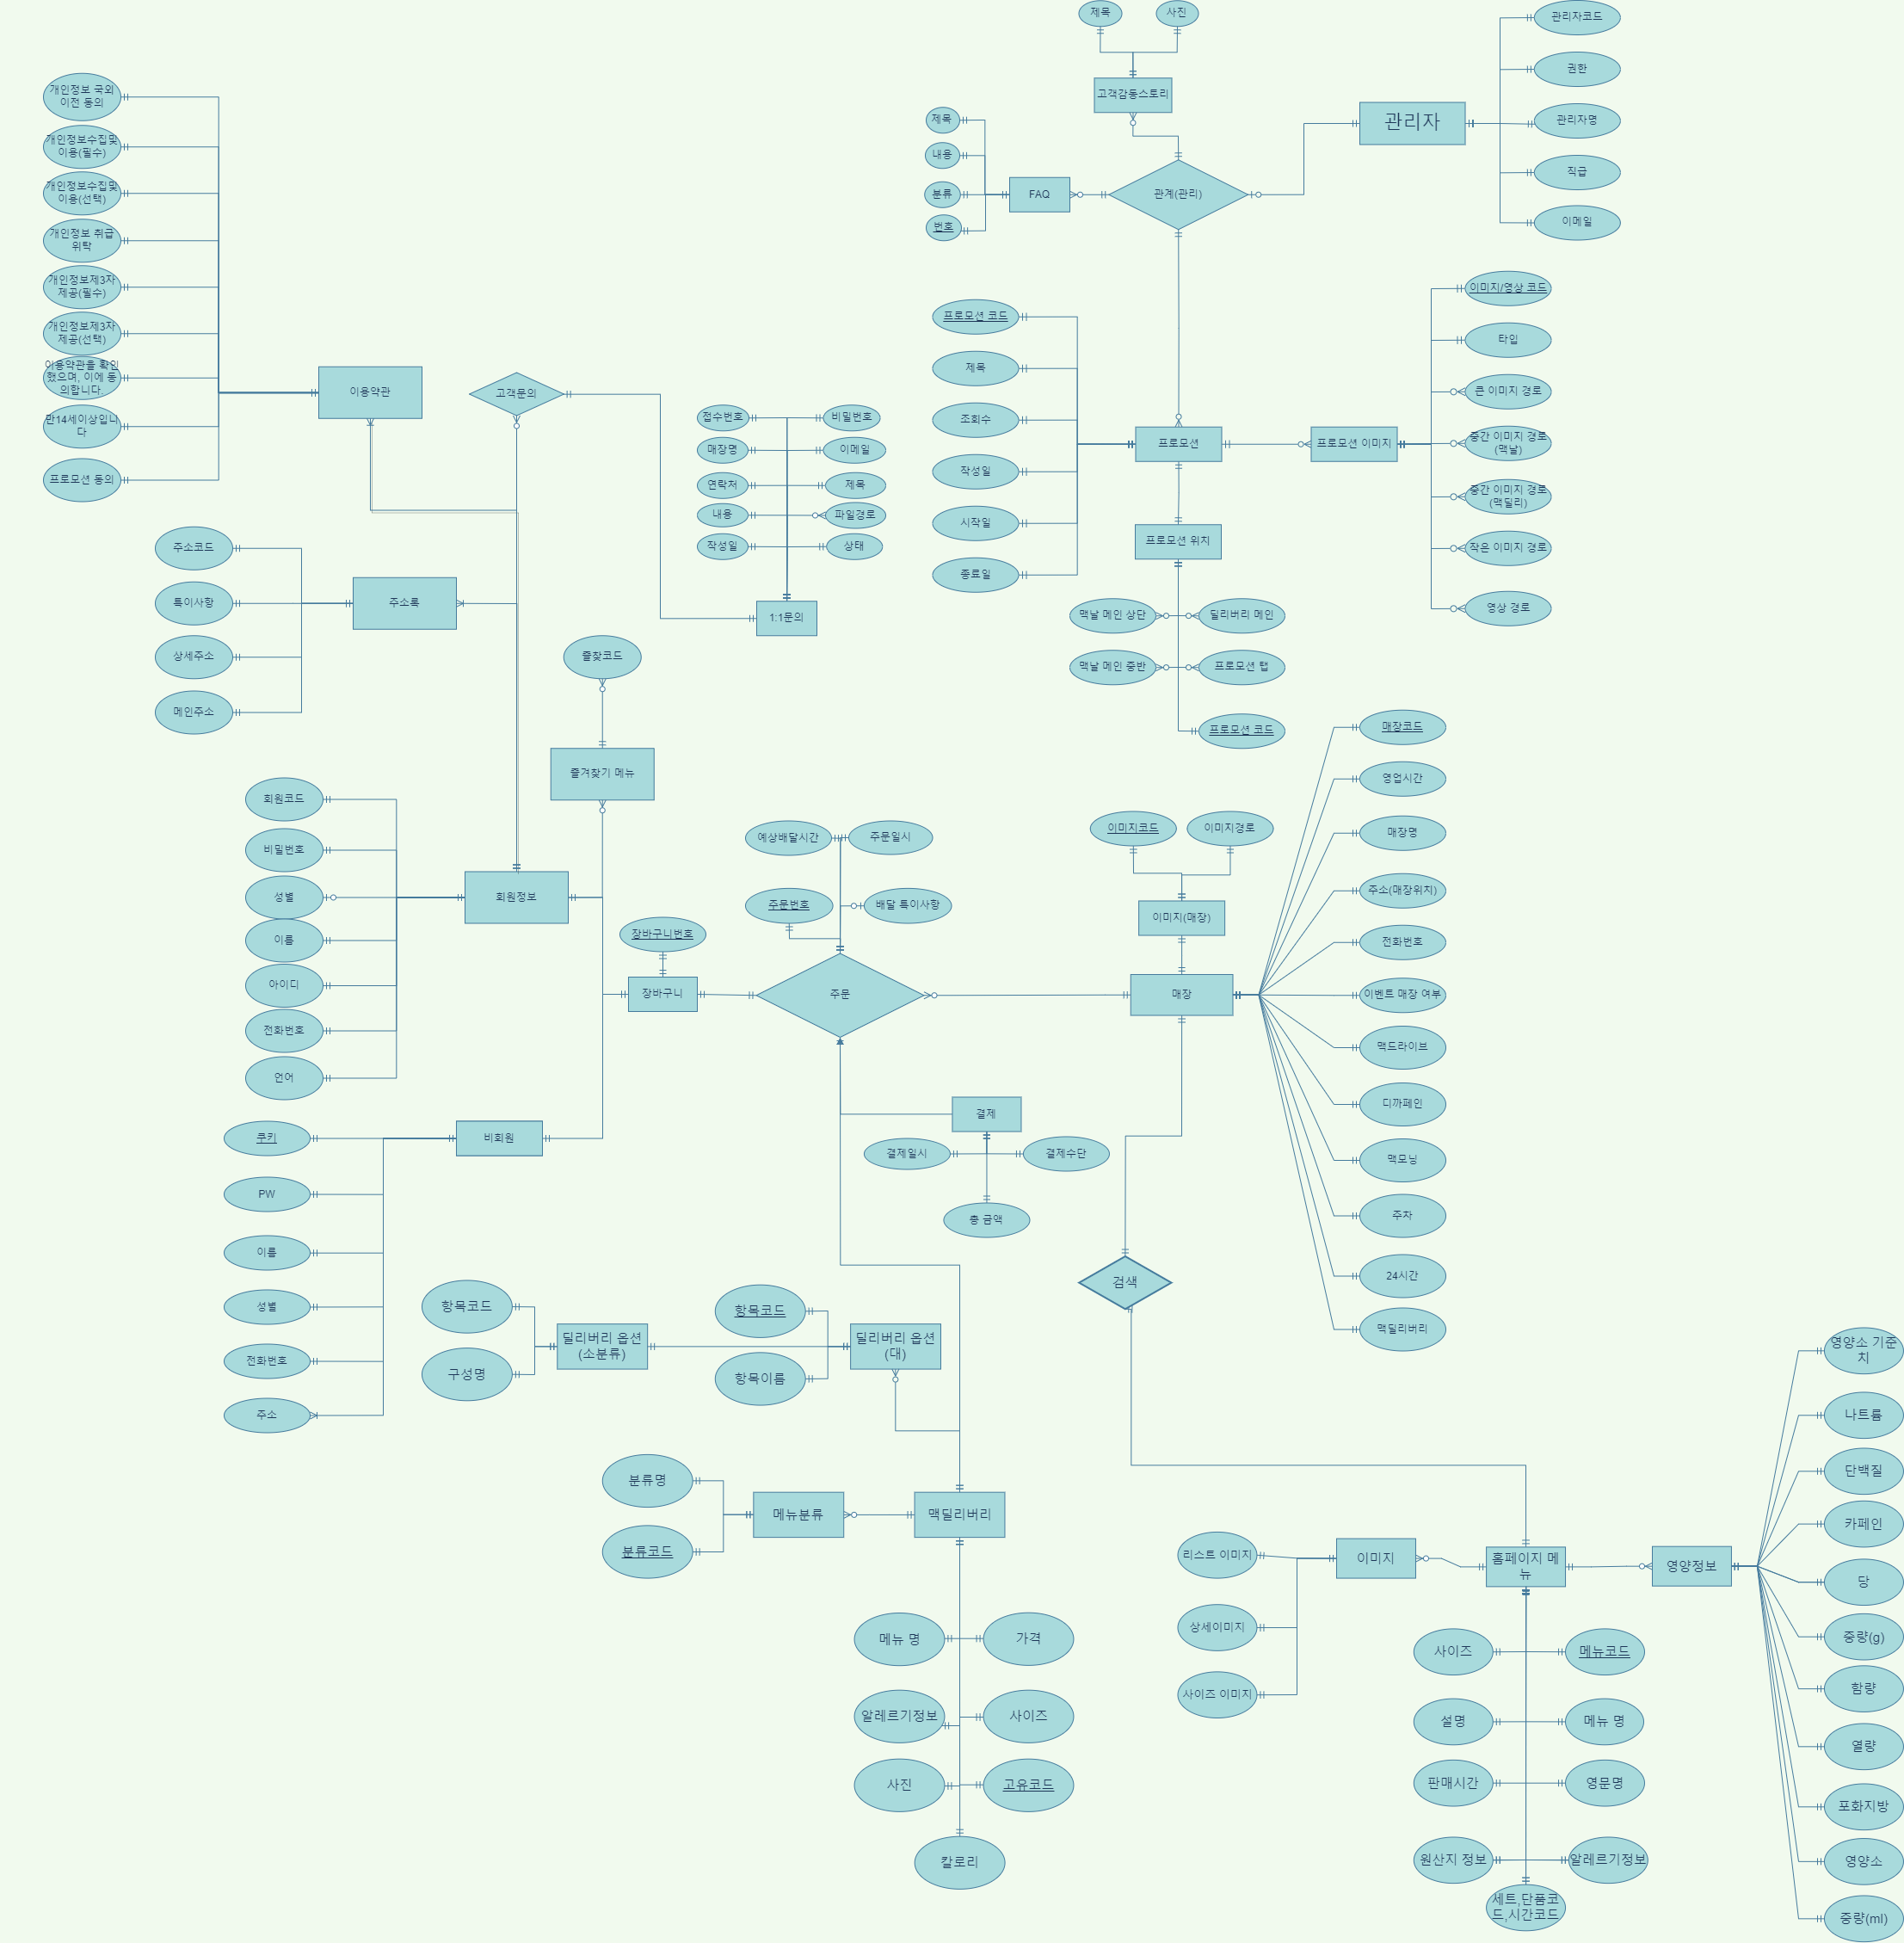 제목
사진
관리자코드
고객감동스토리
권한
관리자
관리자명
직급
이메일
제목
내용
분류
번호
FAQ
관계(관리)
개인정보 국외
이전 동의
개인정보수집및
이용(필수)
개인정보수집및
이용(선택)
개인정보 취급
위탁
개인정보제3자
제공(필수)
개인정보제3자
제공(선택)
이용약관을 확인
했으며, 이에 동
의합니다.
만14세이상입니
다
프로모션 동의
이용약관
고객문의
접수번호
비밀번호
매장명
이메일
연락처
제목
내용
파일경로
작성일
상태
1:1문의
프로모션 코드
제목
조회수
작성일
시작일
종료일
프로모션
프로모션 이미지
이미지/영상 코드
타입
큰 이미지 경로
중간 이미지 경로
(맥날)
중간 이미지 경로
(맥딜리)
작은 이미지 경로
영상 경로
프로모션 위치
맥날 메인 상단
딜리버리 메인
맥날 메인 중반
프로모션 탭
프로모션 코드
주소코드
특이사항
상세주소
메인주소
주소록
즐찾코드
즐겨찾기 메뉴
회원코드
비밀번호
성별
이름
아이디
전화번호
언어
회원정보
장바구니번호
장바구니
예상배달시간
주문일시
주문번호
배달 특이사항
주문
이미지코드
이미지경로
이미지(매장)
매장
매장코드
영업시간
매장명
주소(매장위치)
전화번호
이벤트 매장 여부
맥드라이브
디까페인
맥모닝
주차
24시간
맥딜리버리
쿠키
PW
이름
성별
전화번호
주소
비회원
결제
결제일시
결제수단
총 금액
검색
항목코드
구성명
딜리버리 옵션
(소분류)
항목코드
항목이름
딜리버리 옵션
(대)
분류명
분류코드
메뉴분류
맥딜리버리
메뉴 명
가격
알레르기정보
사이즈
사진
고유코드
칼로리
리스트 이미지
상세이미지
사이즈 이미지
이미지
홈페이지 메
뉴
영양정보
사이즈
메뉴코드
설명
메뉴 명
판매시간
영문명
원산지 정보
알레르기정보
세트,단품코
드,시간코드
영양소 기준
치
나트륨
단백질
카페인
당
중량(g)
함량
열량
포화지방
영양소
중량(ml)